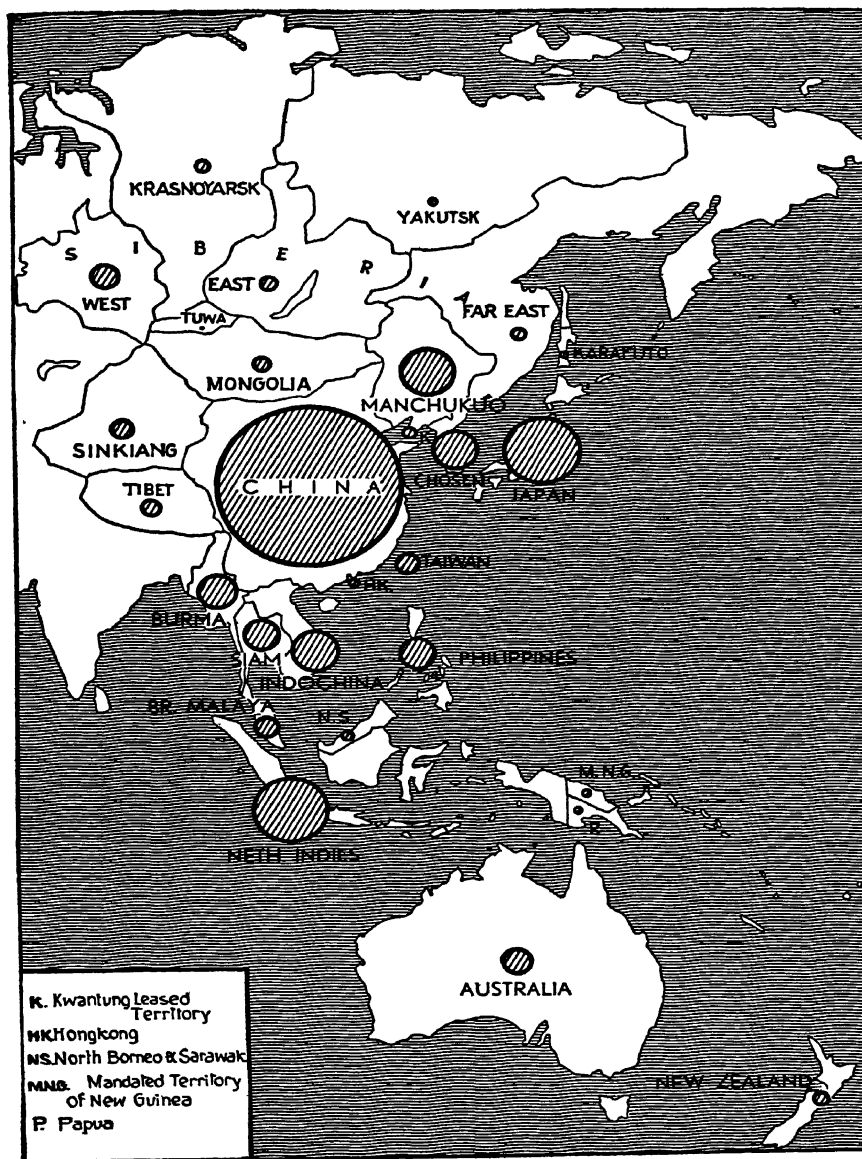 KRASNOYARSK
YAKUTSK
S I B E R I
WEST
EAST
FAR EAST
TUWA
KARAFUTO
MONGOLIA
MANCHUKUO
SINKIANG
K.
CHINA
CHOSEN
JAPAN
TIBET
TAIWAN
HK.
BURMA
SIAM
INDOCHINA
PHILIPPINES
BR. MALAYA
N.S.
M.N.G.
P.
NETH INDIES
AUSTRALIA
NEW ZEALAND
K. Kwantung Leased
Territory
HK Hongkong
NS. North Borneo & Sarawak
M.N.G. Mandated Territory
of New Guinea
P. Papua